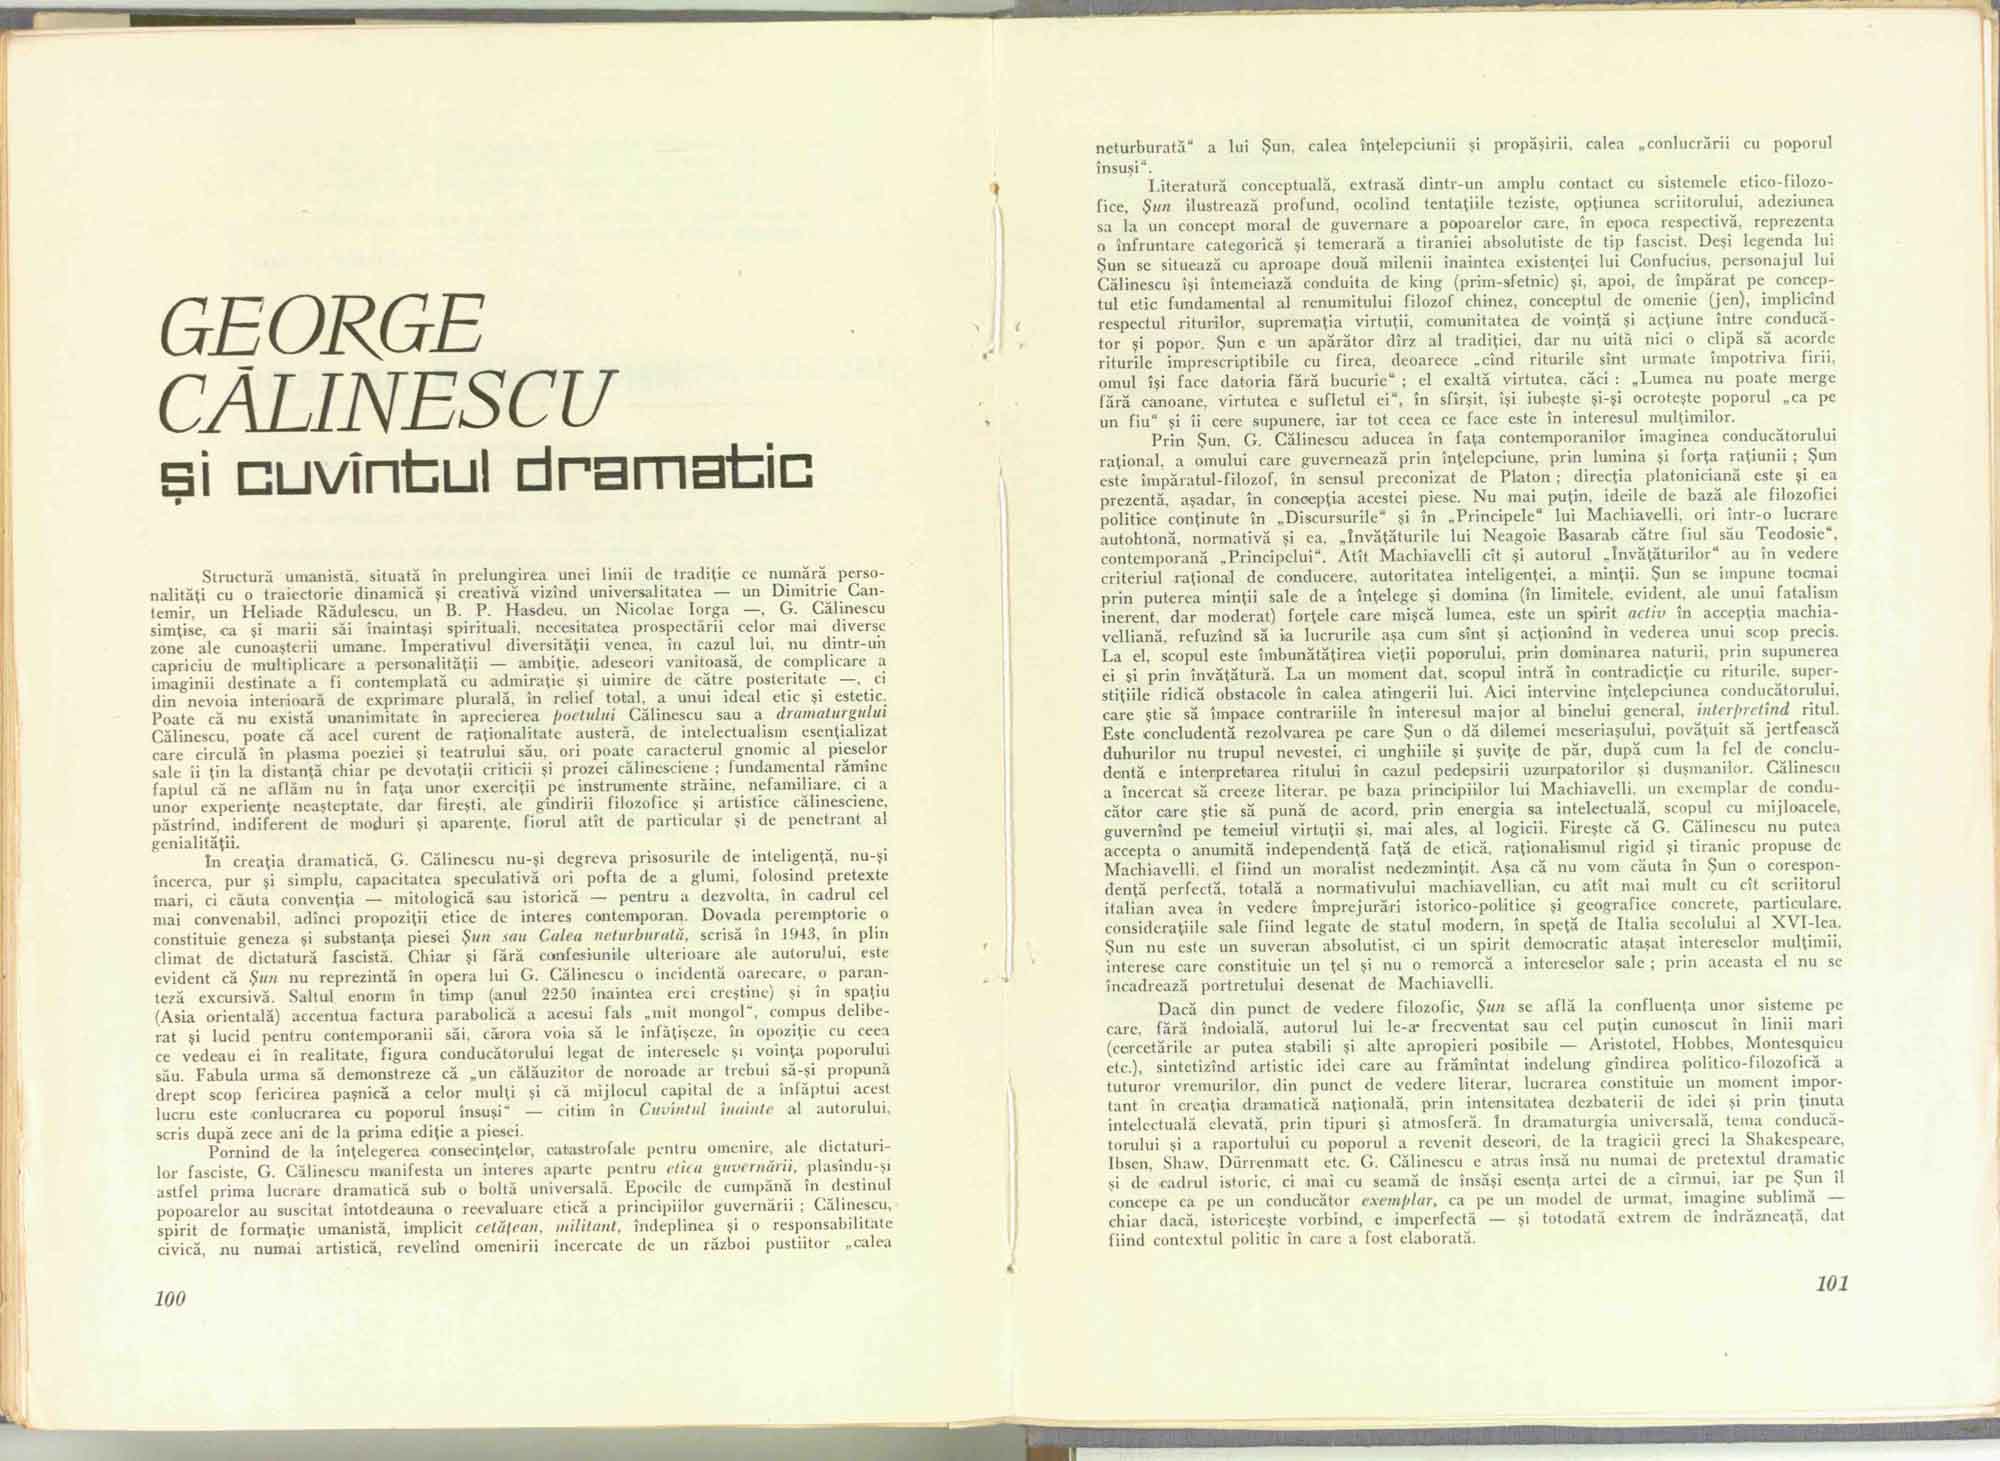 GEORGE
CĂLINESCU
și cuvîntul dramatic
Structură umanistă, situată în prelungirea unei linii de tradiție ce numără perso-
nalități cu o traiectorie dinamică și creativă vizînd universalitatea — un Dimitrie Can-
temir, un Heliade Rădulescu, un B. P. Hasdeu, un Nicolae Iorga —, G. Călinescu
simțise, ca și marii săi înaintași spirituali, necesitatea prospectării celor mai diverse
zone ale cunoașterii umane. Imperativul diversității venea, în cazul lui, nu dintr-un
capriciu de multiplicare a personalității — ambiție, adeseori vanitoasă, de complicare a
imaginii destinate a fi contemplată cu admirație și uimire de către posteritate —, ci
din nevoia interioară de exprimare plurală, în relief total, a unui ideal etic și estetic.
Poate că nu există unanimitate în aprecierea poetului Călinescu sau a dramaturgului
Călinescu, poate că acel curent de raționalitate austeră, de intelectualism esențializat
care circulă în plasma poeziei și teatrului său, ori poate caracterul gnomic al pieselor
sale îi țin la distanță chiar pe devotații criticii și prozei călinesciene ; fundamental rămîne
faptul că ne aflăm nu în fața unor exerciții pe instrumente străine, nefamiliare, ci a
unor experiențe neașteptate, dar firești, ale gîndirii filozofice și artistice călinesciene,
păstrînd, indiferent de moduri și aparențe, fiorul atît de particular și de penetrant al
genialității.
În creația dramatică, G. Călinescu nu-și degreva prisosurile de inteligență, nu-și
încerca, pur și simplu, capacitatea speculativă ori pofta de a glumi, folosind pretexte
mari, ci căuta convenția — mitologică sau istorică — pentru a dezvolta, în cadrul cel
mai convenabil, adînci propoziții etice de interes contemporan. Dovada peremptorie o
constituie geneza și substanța piesei Șun sau Calea neturburată, scrisă în 1943, în plin
climat de dictatură fascistă. Chiar și fără confesiunile ulterioare ale autorului, este
evident că Șun nu reprezintă în opera lui G. Călinescu o incidentă oarecare, o paran-
teză excursivă. Saltul enorm în timp (anul 2250 înaintea erei creștine) și în spațiu
(Asia orientală) accentua factura parabolică a acesui fals „mit mongol“, compus delibe-
rat și lucid pentru contemporanii săi, cărora voia să le înfățișeze, în opoziție cu ceea
ce vedeau ei în realitate, figura conducătorului legat de interesele și voința poporului
său. Fabula urma să demonstreze că „un călăuzitor de noroade ar trebui să-și propună
drept scop fericirea pașnică a celor mulți și că mijlocul capital de a înfăptui acest
lucru este conlucrarea cu poporul însuși“ — citim în Cuvîntul înainte al autorului,
scris după zece ani de la prima ediție a piesei.
Pornind de la înțelegerea consecințelor, catastrofale pentru omenire, ale dictaturi-
lor fasciste, G. Călinescu manifesta un interes aparte pentru etica guvernării, plasîndu-și
astfel prima lucrare dramatică sub o boltă universală. Epocile de cumpănă în destinul
popoarelor au suscitat întotdeauna o reevaluare etică a principiilor guvernării ; Călinescu,
spirit de formație umanistă, implicit cetățean, militant, îndeplinea și o responsabilitate
civică, nu numai artistică, revelînd omenirii încercate de un război pustiitor „calea
100
neturburată“ a lui Șun, calea înțelepciunii și propășirii, calea „conlucrării cu poporul
însuși“.
Literatură conceptuală, extrasă dintr-un amplu contact cu sistemele etico-filozo-
fice, Șun ilustrează profund, ocolind tentațiile teziste, opțiunea scriitorului, adeziunea
sa la un concept moral de guvernare a popoarelor care, în epoca respectivă, reprezenta
o înfruntare categorică și temerară a tiraniei absolutiste de tip fascist. Deși legenda lui
Șun se situează cu aproape două milenii înaintea existenței lui Confucius, personajul lui
Călinescu își întemeiază conduita de king (prim-sfetnic) și, apoi, de împărat pe concep-
tul etic fundamental al renumitului filozof chinez, conceptul de omenie (jen), implicînd
respectul riturilor, supremația virtuții, comunitatea de voință și acțiune între conducă-
tor și popor. Șun e un apărător dîrz al tradiției, dar nu uită nici o clipă să acorde
riturile imprescriptibile cu firea, deoarece „cînd riturile sînt urmate împotriva firii,
omul își face datoria fără bucurie“ ; el exaltă virtutea, căci : „Lumea nu poate merge
fără canoane, virtutea e sufletul ei“, în sfîrșit, își iubește și-și ocrotește poporul „ca pe
un fiu“ și îi cere supunere, iar tot ceea ce face este în interesul mulțimilor.
Prin Șun, G. Călinescu aducea în fața contemporanilor imaginea conducătorului
rațional, a omului care guvernează prin înțelepciune, prin lumina și forța rațiunii ; Șun
este împăratul-filozof, în sensul preconizat de Platon ; direcția platoniciană este și ea
prezentă, așadar, în concepția acestei piese. Nu mai puțin, ideile de bază ale filozofiei
politice conținute în „Discursurile“ și în „Principele“ lui Machiavelli, ori într-o lucrare
autohtonă, normativă și ea, „Învățăturile lui Neagoie Basarab către fiul său Teodosie“,
contemporană „Principelui“. Atît Machiavelli cît și autorul „Învățăturilor“ au în vedere
criteriul rațional de conducere, autoritatea inteligenței, a minții. Șun se impune tocmai
prin puterea minții sale de a înțelege și domina (în limitele, evident, ale unui fatalism
inerent, dar moderat) forțele care mișcă lumea, este un spirit activ în accepția machia-
velliană, refuzînd să ia lucrurile așa cum sînt și acționînd în vederea unui scop precis.
La el, scopul este îmbunătățirea vieții poporului, prin dominarea naturii, prin supunerea
ei și prin învățătură. La un moment dat, scopul intră în contradicție cu riturile, super-
stițiile ridică obstacole în calea atingerii lui. Aici intervine înțelepciunea conducătorului,
care știe să împace contrariile în interesul major al binelui general, interpretînd ritul.
Este concludentă rezolvarea pe care Șun o dă dilemei meseriașului, povățuit să jertfească
duhurilor nu trupul nevestei, ci unghiile și șuvițe de păr, după cum la fel de conclu-
dentă e interpretarea ritului în cazul pedepsirii uzurpatorilor și dușmanilor. Călinescu
a încercat să creeze literar, pe baza principiilor lui Machiavelli, un exemplar de condu-
cător care știe să pună de acord, prin energia sa intelectuală, scopul cu mijloacele,
guvernînd pe temeiul virtuții și, mai ales, al logicii. Firește că G. Călinescu nu putea
accepta o anumită independență față de etică, raționalismul rigid și tiranic propuse de
Machiavelli, el fiind un moralist nedezmințit. Așa că nu vom căuta în Șun o corespon-
dență perfectă, totală a normativului machiavellian, cu atît mai mult cu cît scriitorul
italian avea în vedere împrejurări istorico-politice și geografice concrete, particulare,
considerațiile sale fiind legate de statul modern, în speță de Italia secolului al XVI-lea.
Șun nu este un suveran absolutist, ci un spirit democratic atașat intereselor mulțimii,
interese care constituie un țel și nu o remorcă a intereselor sale ; prin aceasta el nu se
încadrează portretului desenat de Machiavelli.
Dacă din punct de vedere filozofic, Șun se află la confluența unor sisteme pe
care, fără îndoială, autorul lui le-a frecventat sau cel puțin cunoscut în linii mari
(cercetările ar putea stabili și alte apropieri posibile — Aristotel, Hobbes, Montesquieu
etc.), sintetizînd artistic idei care au frămîntat îndelung gîndirea politico-filozofică a
tuturor vremurilor, din punct de vedere literar, lucrarea constituie un moment impor-
tant în creația dramatică națională, prin intensitatea dezbaterii de idei și prin ținuta
intelectuală elevată, prin tipuri și atmosferă. În dramaturgia universală, tema conducă-
torului și a raportului cu poporul a revenit deseori, de la tragicii greci la Shakespeare,
Ibsen, Shaw, Dürrenmatt etc. G. Călinescu e atras însă nu numai de pretextul dramatic
și de cadrul istoric, ci mai cu seamă de însăși esența artei de a cîrmui, iar pe Șun îl
concepe ca pe un conducător exemplar, ca pe un model de urmat, imagine sublimă —
chiar dacă, istoricește vorbind, e imperfectă — și totodată extrem de îndrăzneață, dat
fiind contextul politic în care a fost elaborată.
101